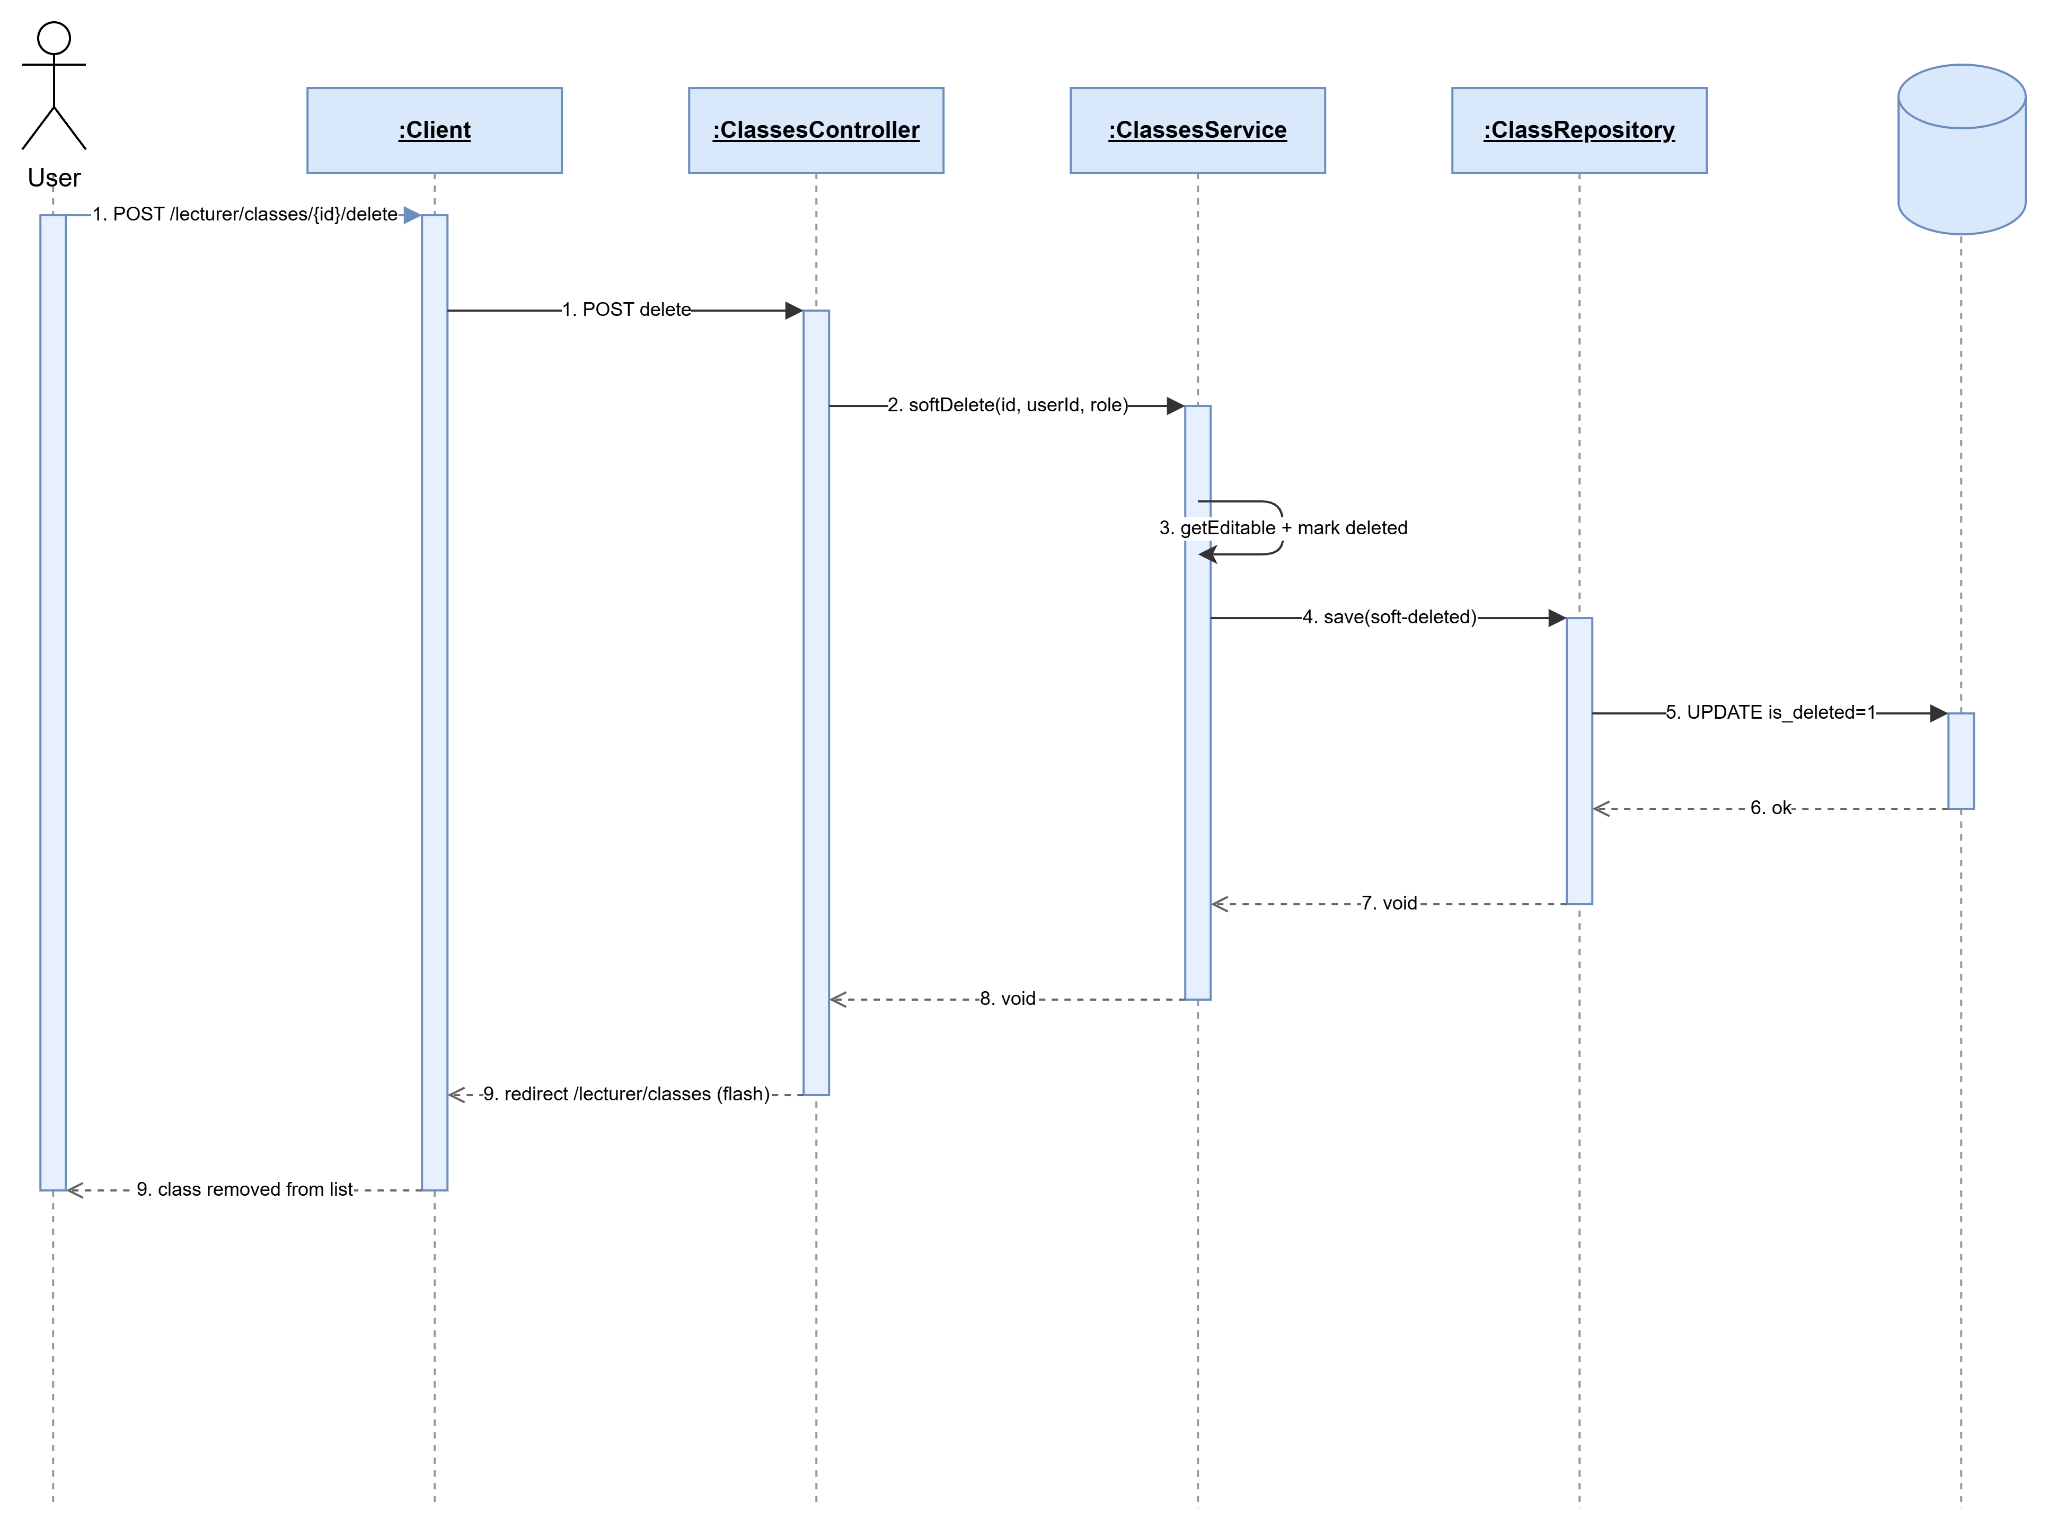 User
:Client
:ClassesController
:ClassesService
:ClassRepository
1. POST /lecturer/classes/{id}/delete
1. POST delete
2. softDelete(id, userId, role)
3. getEditable + mark deleted
4. save(soft-deleted)
5. UPDATE is_deleted=1
6. ok
7. void
8. void
9. redirect /lecturer/classes (flash)
9. class removed from list